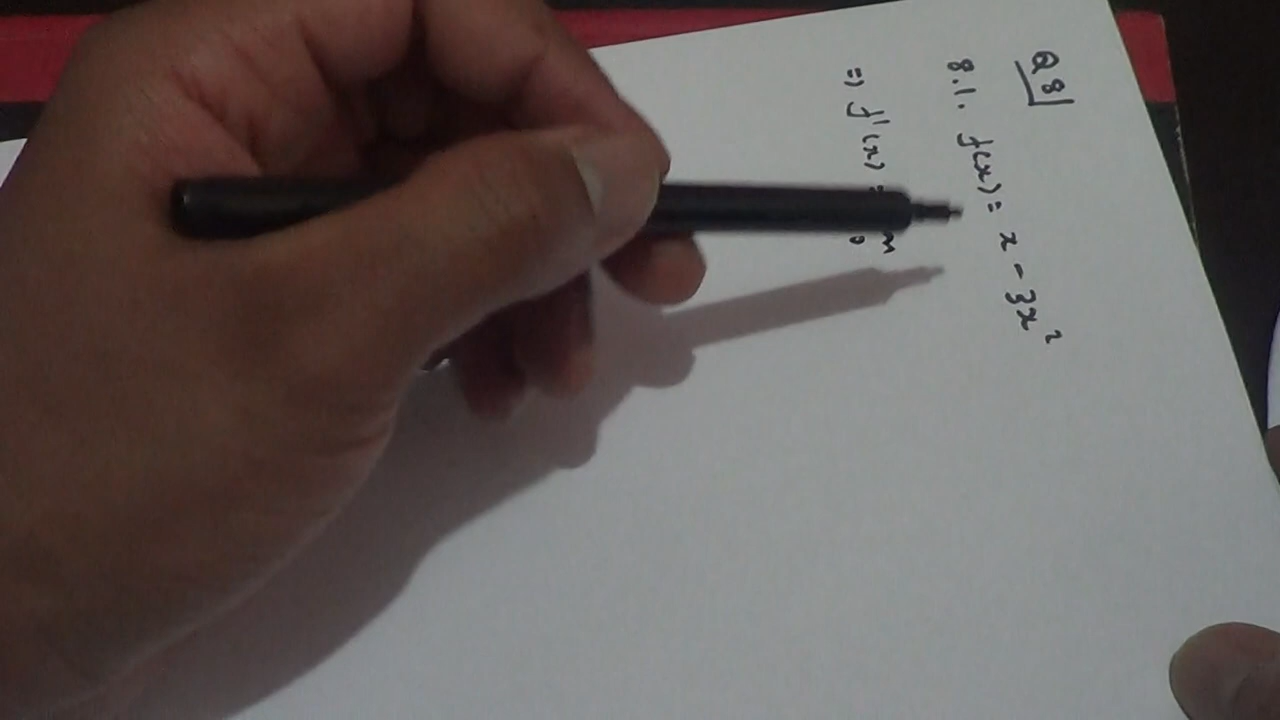 Q8
8.1. f(x) = x - 3x²
=) f'(x) =